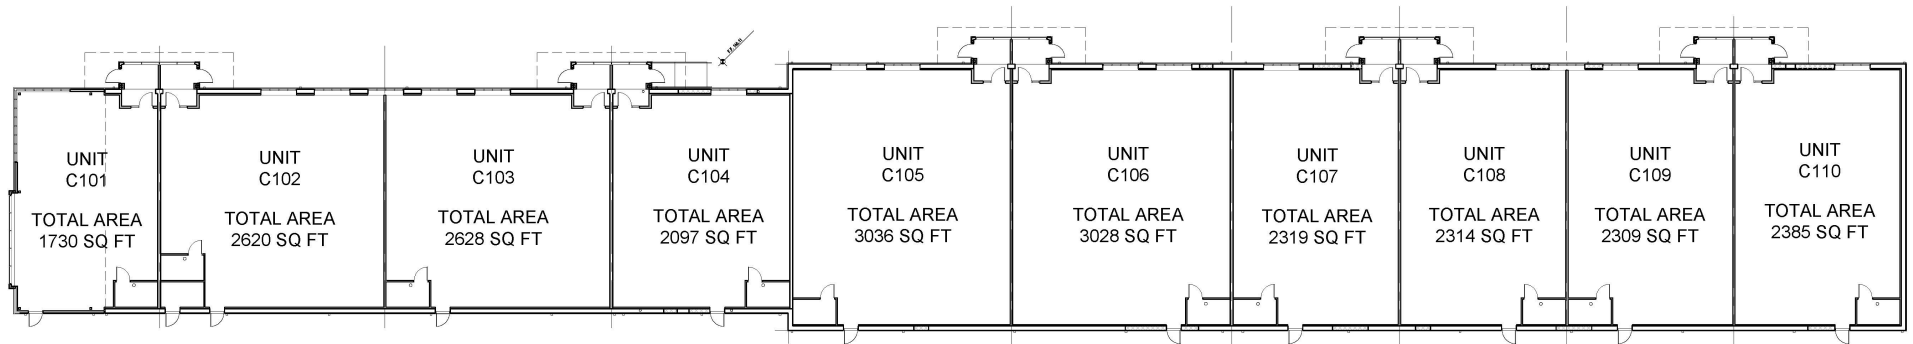 UNIT
C101
TOTAL AREA
1730 SQ FT
UNIT
C102
TOTAL AREA
2620 SQ FT
UNIT
C103
TOTAL AREA
2628 SQ FT
UNIT
C104
TOTAL AREA
2097 SQ FT
UNIT
C105
TOTAL AREA
3036 SQ FT
UNIT
C106
TOTAL AREA
3028 SQ FT
UNIT
C107
TOTAL AREA
2319 SQ FT
UNIT
C108
TOTAL AREA
2314 SQ FT
UNIT
C109
TOTAL AREA
2309 SQ FT
UNIT
C110
TOTAL AREA
2385 SQ FT